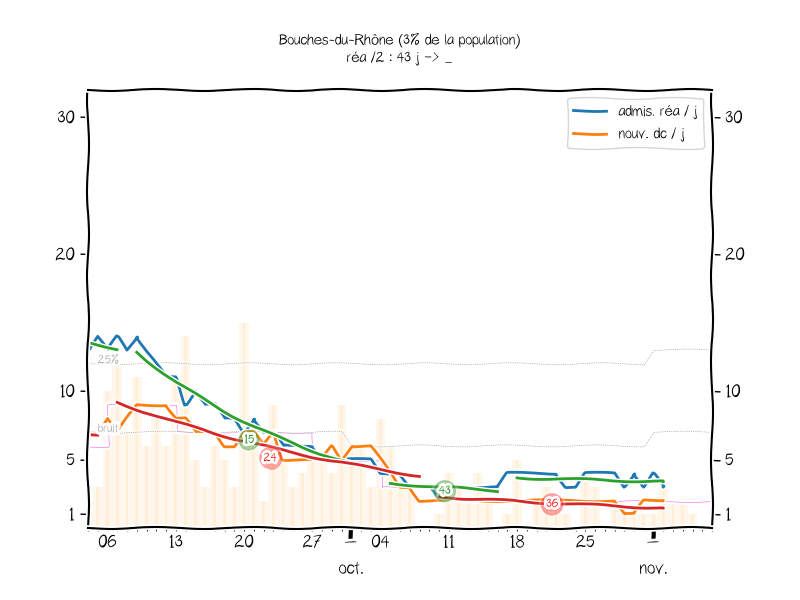 Bouches-du-Rhône (3% de la population)
réa /2 : 43 j -> _
admis. réa / j
nouv. dc / j
30 30
20 20
10 10
5 5
1 1
25%
bruit
15
24
43
36
06 13 20 27 04 11 18 25
oct. nov.